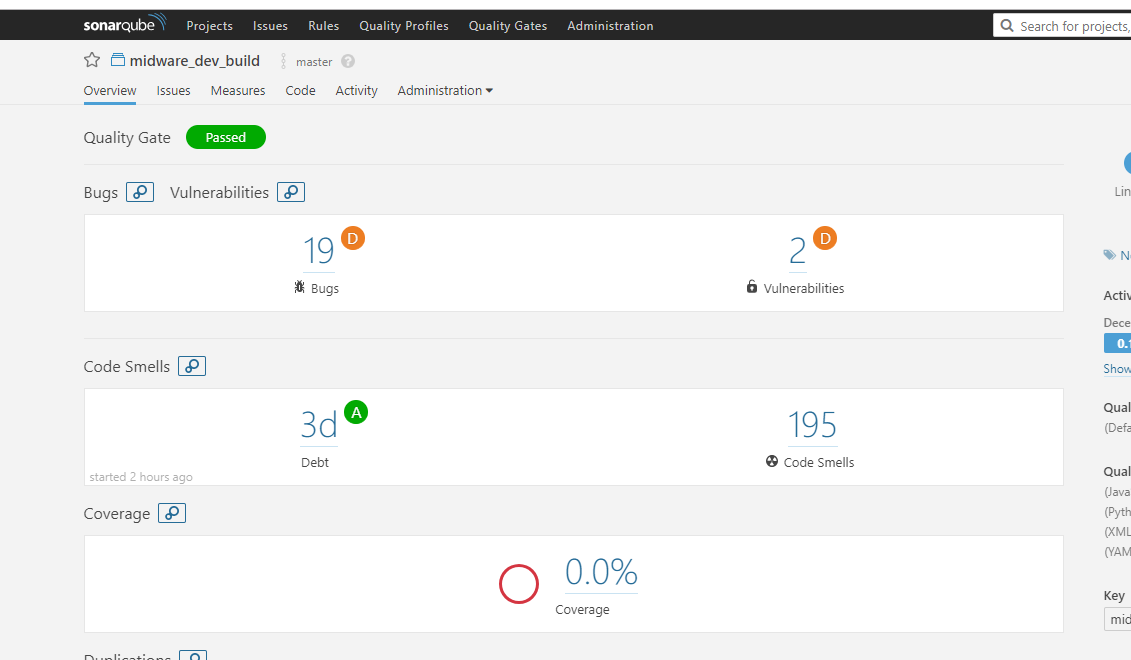 sonarqube Projects Issues Rules Quality Profiles Quality Gates Administration Search for projects,
midware_dev_build master ?
Overview Issues Measures Code Activity Administration
Quality Gate Passed
Bugs Vulnerabilities
19 D 2 D
Bugs Vulnerabilities
Lin
N
Activ
Dece
0.1
Show
Code Smells
3d A 195
Debt Code Smells
started 2 hours ago
Qual
(Defa
Qual
(Java
(Pyth
(XML
(YAM
Coverage
0.0%
Coverage
Key
mid
Duplications